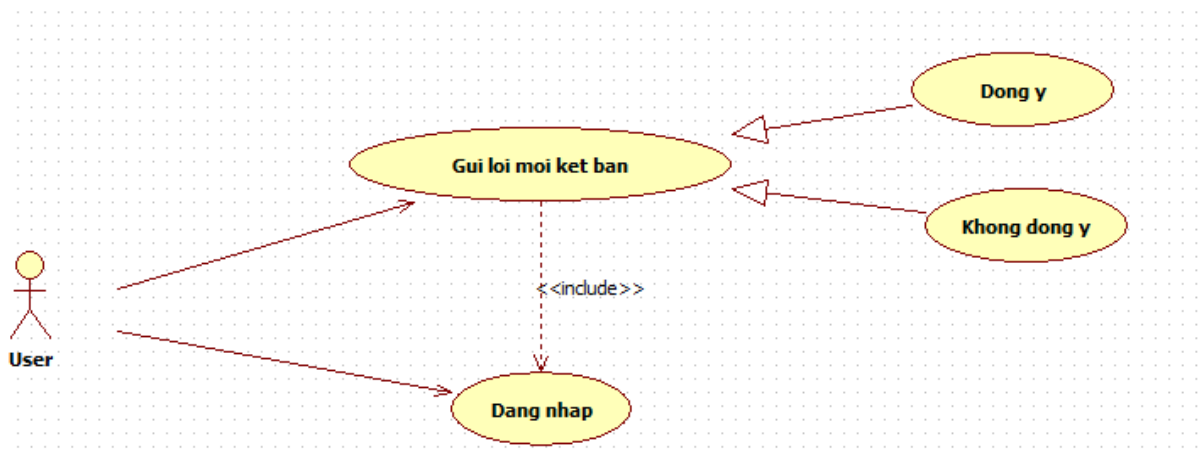 Dong y
Gui loi moi ket ban
Khong dong y
<<include>>
User
Dang nhap